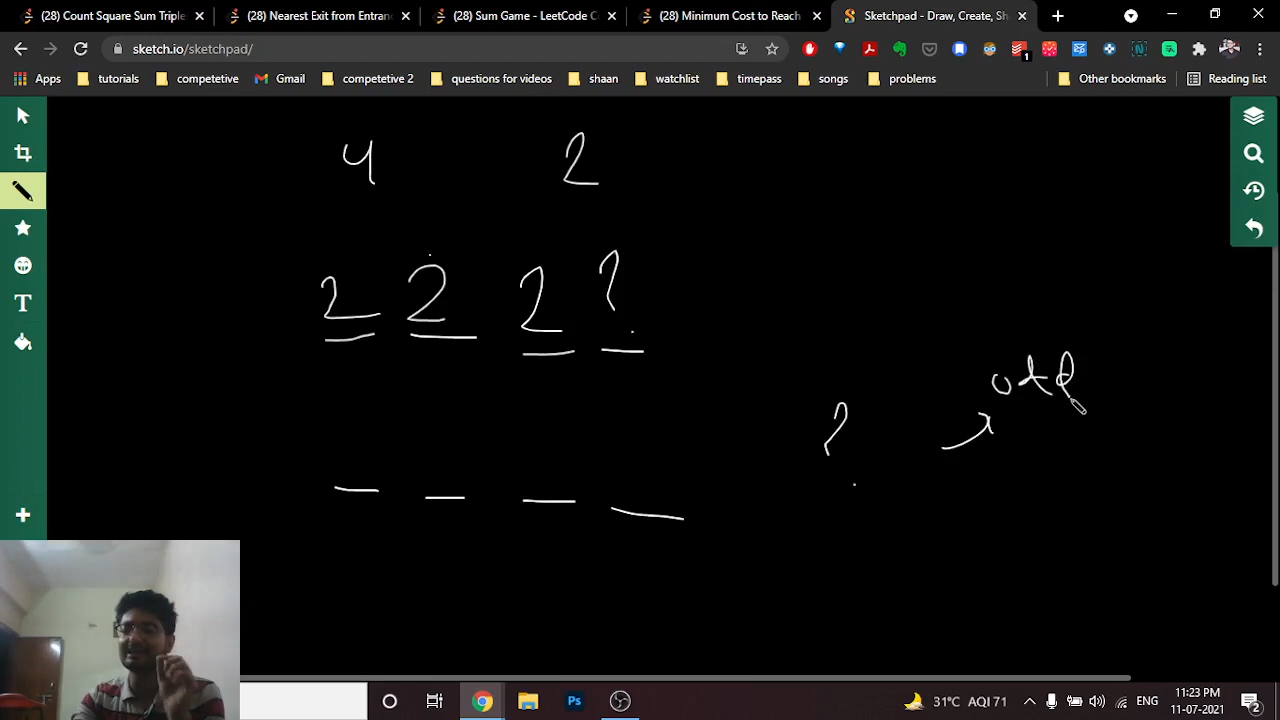 (28) Count Square Sum Triple
(28) Nearest Exit from Entran
(28) Sum Game - LeetCode C
(28) Minimum Cost to Reach
Sketchpad - Draw, Create, Sh
sketch.io/sketchpad/
1
Apps
tutorials
competetive
Gmail
competetive 2
questions for videos
shaan
watchlist
timepass
songs
problems
Other bookmarks
Reading list
4 2
2 2 2 ?
?
T
31°C AQI 71
ENG
11:23 PM
11-07-2021
2
Ps